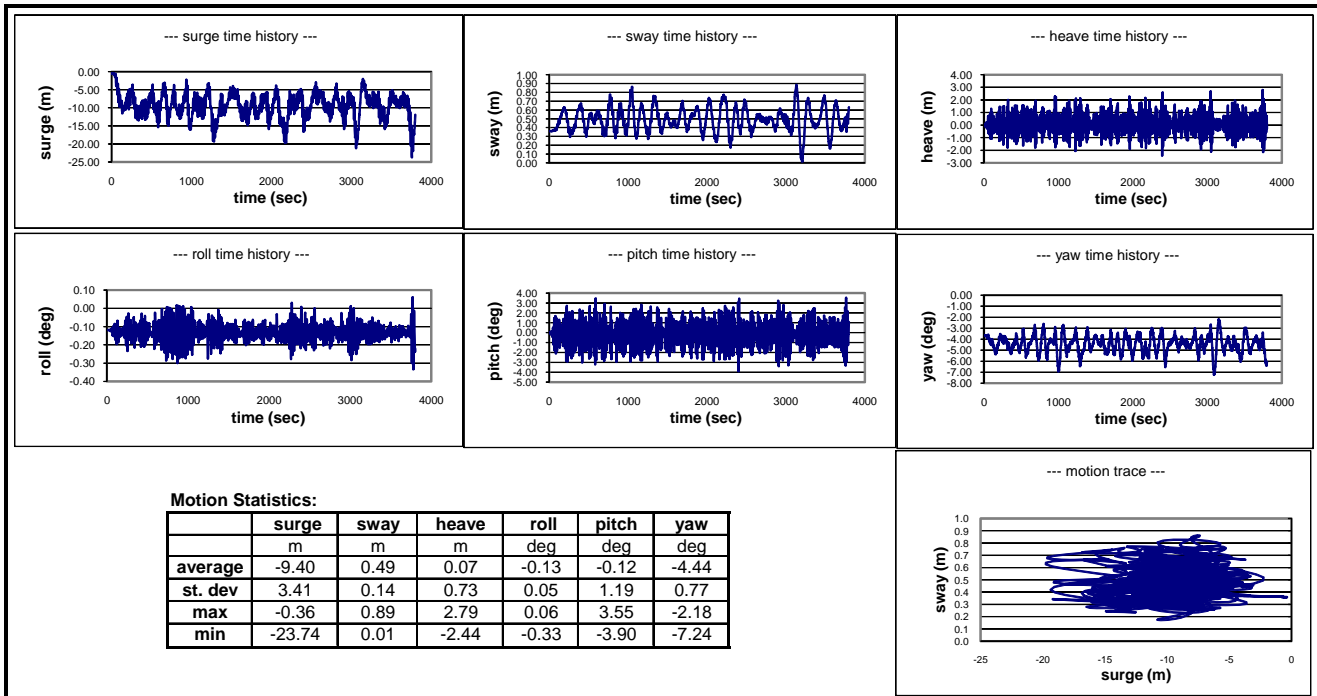 --- surge time history ---
surge (m)
0.00
-5.00
-10.00
-15.00
-20.00
-25.00
0 1000 2000 3000 4000
time (sec)
--- sway time history ---
sway (m)
1.00
0.90
0.80
0.70
0.60
0.50
0.40
0.30
0.20
0.10
0.00
0 1000 2000 3000 4000
time (sec)
--- heave time history ---
heave (m)
4.00
3.00
2.00
1.00
0.00
-1.00
-2.00
-3.00
0 1000 2000 3000 4000
time (sec)
--- roll time history ---
roll (deg)
0.10
0.00
-0.10
-0.20
-0.30
-0.40
0 1000 2000 3000 4000
time (sec)
--- pitch time history ---
pitch (deg)
4.00
3.00
2.00
1.00
0.00
-1.00
-2.00
-3.00
-4.00
-5.00
0 1000 2000 3000 4000
time (sec)
--- yaw time history ---
yaw (deg)
0.00
-1.00
-2.00
-3.00
-4.00
-5.00
-6.00
-7.00
-8.00
0 1000 2000 3000 4000
time (sec)
Motion Statistics:
surge sway heave roll pitch yaw
m m m deg deg deg
average -9.40 0.49 0.07 -0.13 -0.12 -4.44
st. dev 3.41 0.14 0.73 0.05 1.19 0.77
max -0.36 0.89 2.79 0.06 3.55 -2.18
min -23.74 0.01 -2.44 -0.33 -3.90 -7.24
--- motion trace ---
sway (m)
1.0
0.9
0.8
0.7
0.6
0.5
0.4
0.3
0.2
0.1
0.0
-25 -20 -15 -10 -5 0
surge (m)